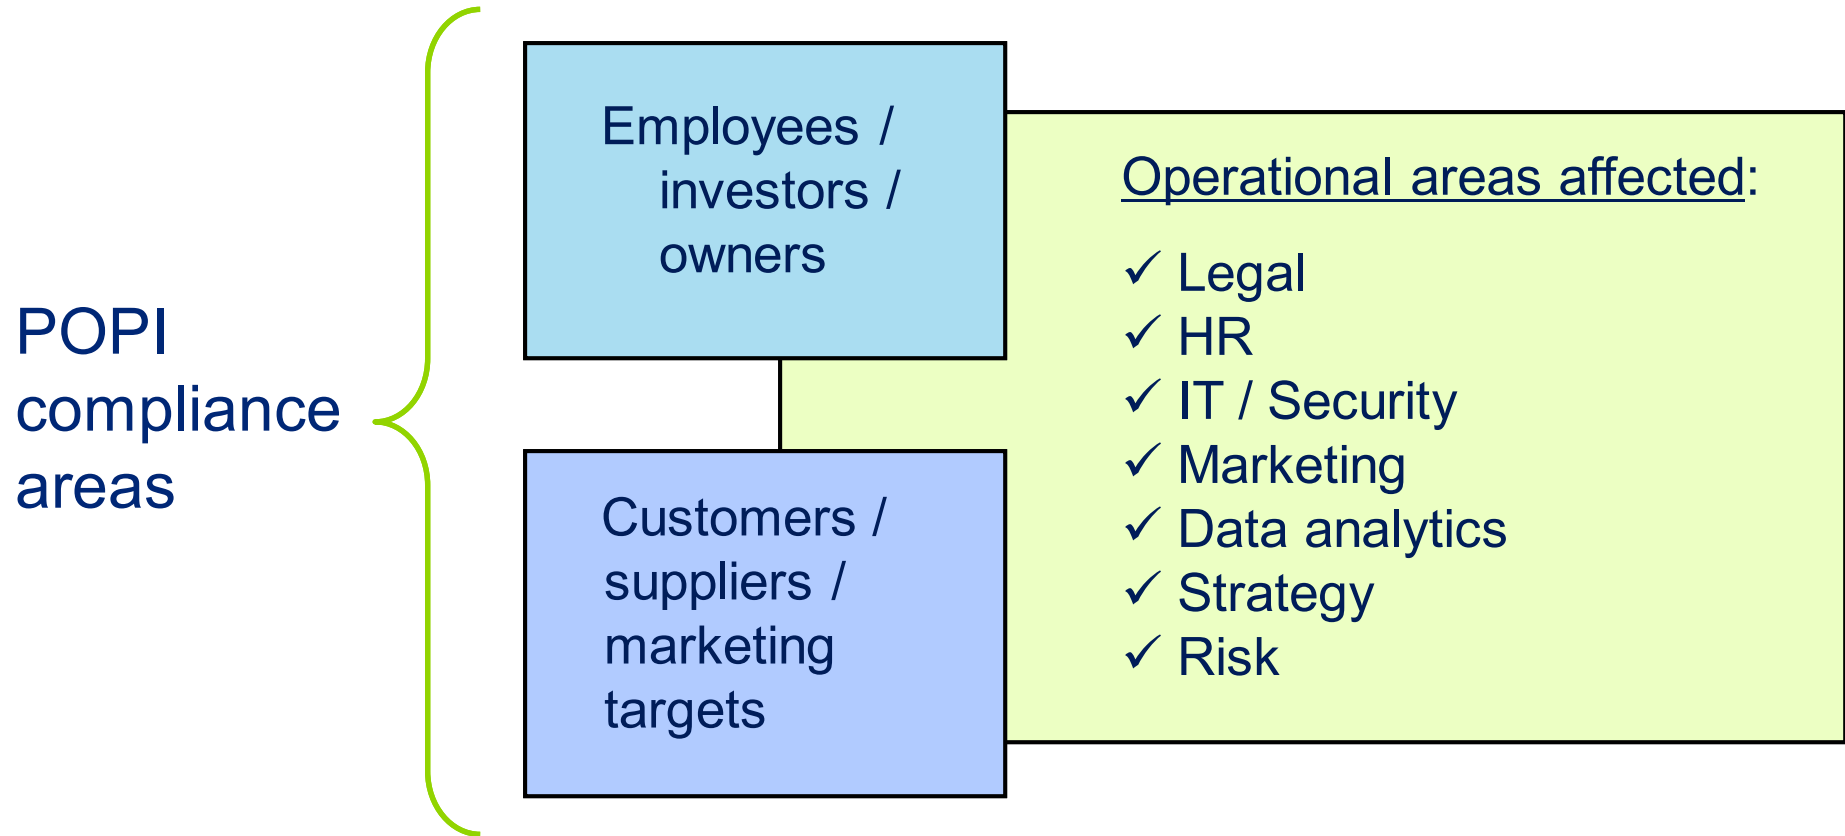 POPI
compliance
areas
Employees /
investors /
owners
Customers /
suppliers /
marketing
targets
Operational areas affected:
✓ Legal
✓ HR
✓ IT / Security
✓ Marketing
✓ Data analytics
✓ Strategy
✓ Risk